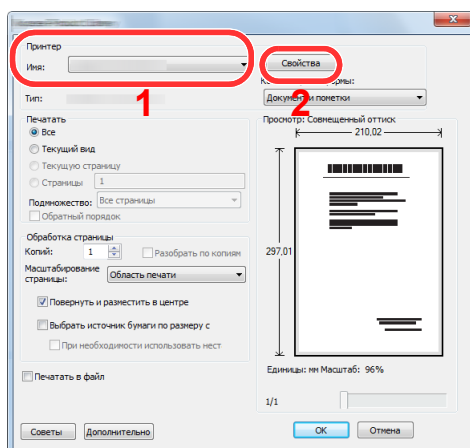 Принтер
Имя:
Свойства
1
2
К
рмы:
Тип:
Документ и пометки
Печатать
Все
Текущий вид
Текущую страницу
Страницы 1
Подмножество: Все страницы
Обратный порядок
Просмотр: Совмещенный оттиск
210,02
297,01
Обработка страницы
Копий: 1
Разобрать по копиям
Масштабирование
страницы:
Область печати
Повернуть и разместить в центре
Выбрать источник бумаги по размеру с
При необходимости использовать нест
Печатать в файл
Единицы: мм Масштаб: 96%
1/1
Советы
Дополнительно
OK
Отмена